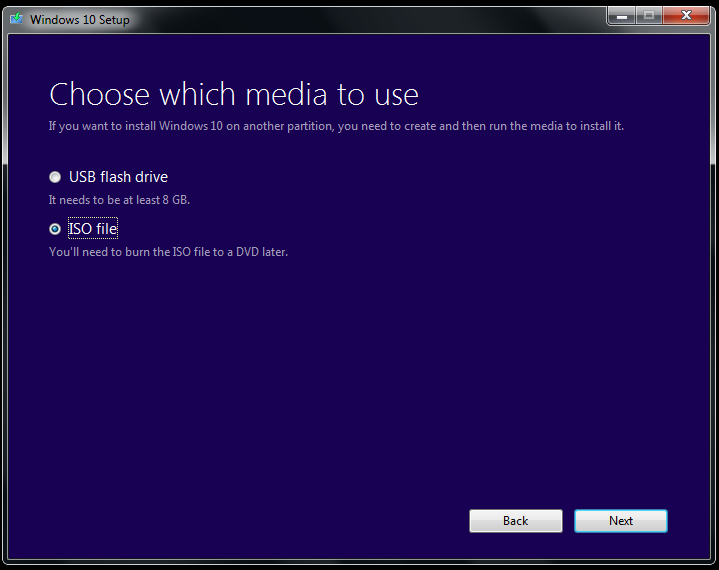 Windows 10 Setup
Choose which media to use
If you want to install Windows 10 on another partition, you need to create and then run the media to install it.
USB flash drive
It needs to be at least 8 GB.
ISO file
You'll need to burn the ISO file to a DVD later.
Back
Next